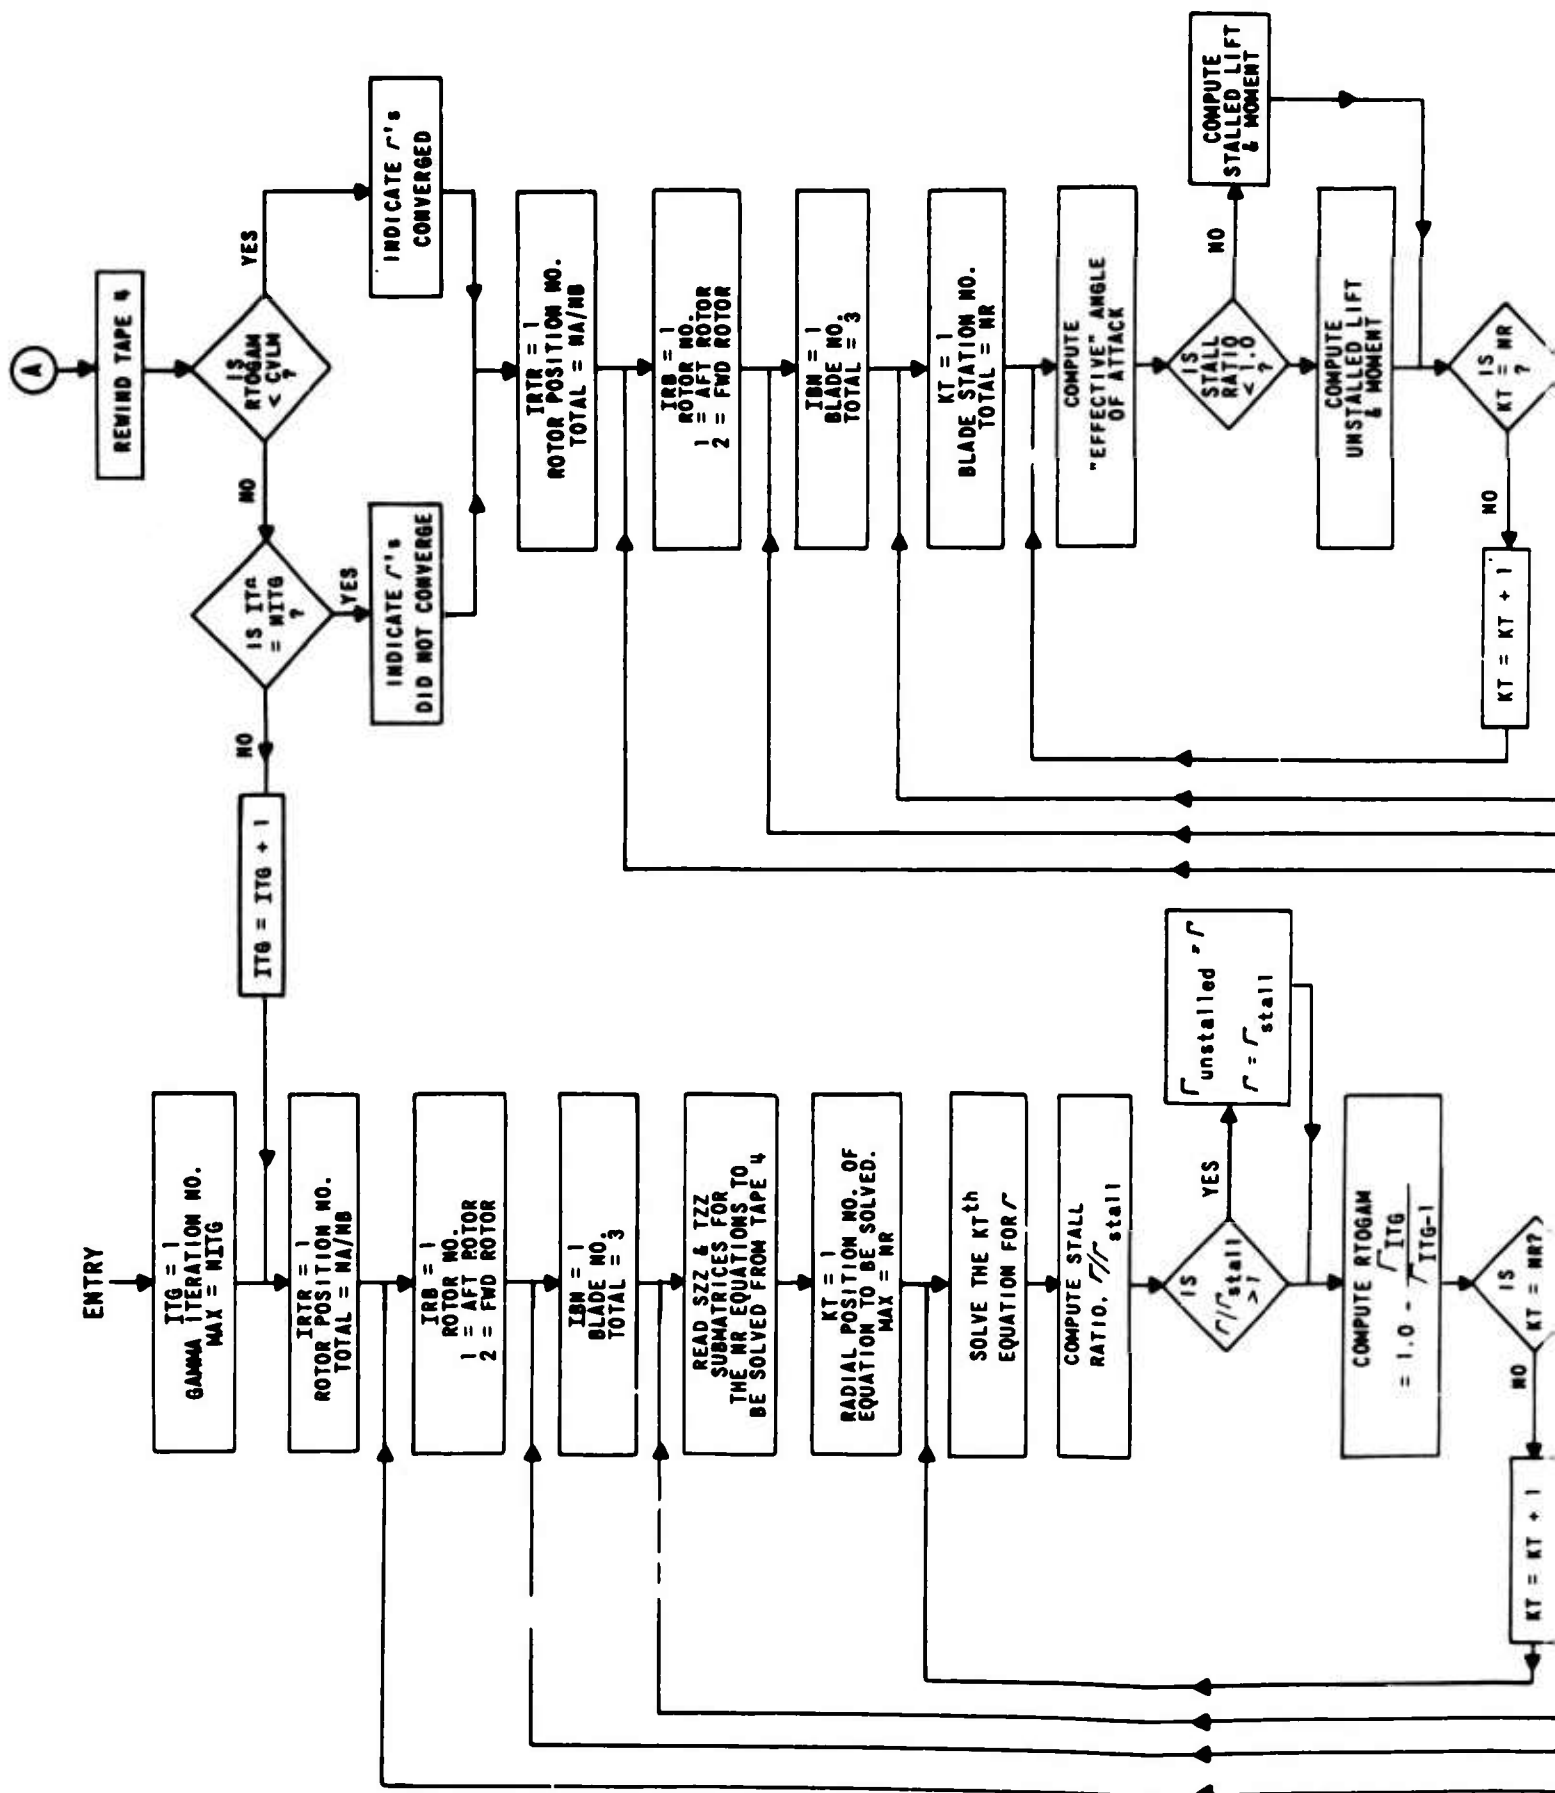 ENTRY
ITG = 1
GAMMA ITERATION NO.
MAX = NITG
IRTR = 1
ROTOR POSITION NO.
TOTAL = NA/NB
IRB = 1
ROTOR NO.
1 = AFT ROTOR
2 = FWD ROTOR
IBN = 1
BLADE NO.
TOTAL = 3
READ SZZ & TZZ
SUBMATRICES FOR
THE NR EQUATIONS TO
BE SOLVED FROM TAPE 4
KT = 1
RADIAL POSITION NO. OF
EQUATION TO BE SOLVED.
MAX = NR
SOLVE THE KTth
EQUATION FOR Γ
COMPUTE STALL
RATIO, Γ/Γstall
IS
Γ/Γstall
>1
YES
Γunstalled = Γ
Γ = Γstall
COMPUTE RTOGAM
= 1.0 - ΓITG / ΓITG-1
IS
KT = NR?
NO
KT = KT + 1
ITG = ITG + 1
A
REWIND TAPE 4
IS
RTOGAM
< CVLM
?
YES
NO
INDICATE Γ's
CONVERGED
IS ITG
= NITG
?
NO
YES
INDICATE Γ's
DID NOT CONVERGE
IRTR = 1
ROTOR POSITION NO.
TOTAL = NA/NB
IRB = 1
ROTOR NO.
1 = AFT ROTOR
2 = FWD ROTOR
IBN = 1
BLADE NO.
TOTAL = 3
KT = 1
BLADE STATION NO.
TOTAL = NR
COMPUTE
"EFFECTIVE" ANGLE
OF ATTACK
IS
STALL
RATIO
< 1.0
?
NO
COMPUTE
STALLED LIFT
& MOMENT
COMPUTE
UNSTALLED LIFT
& MOMENT
IS
KT = NR
?
NO
KT = KT + 1